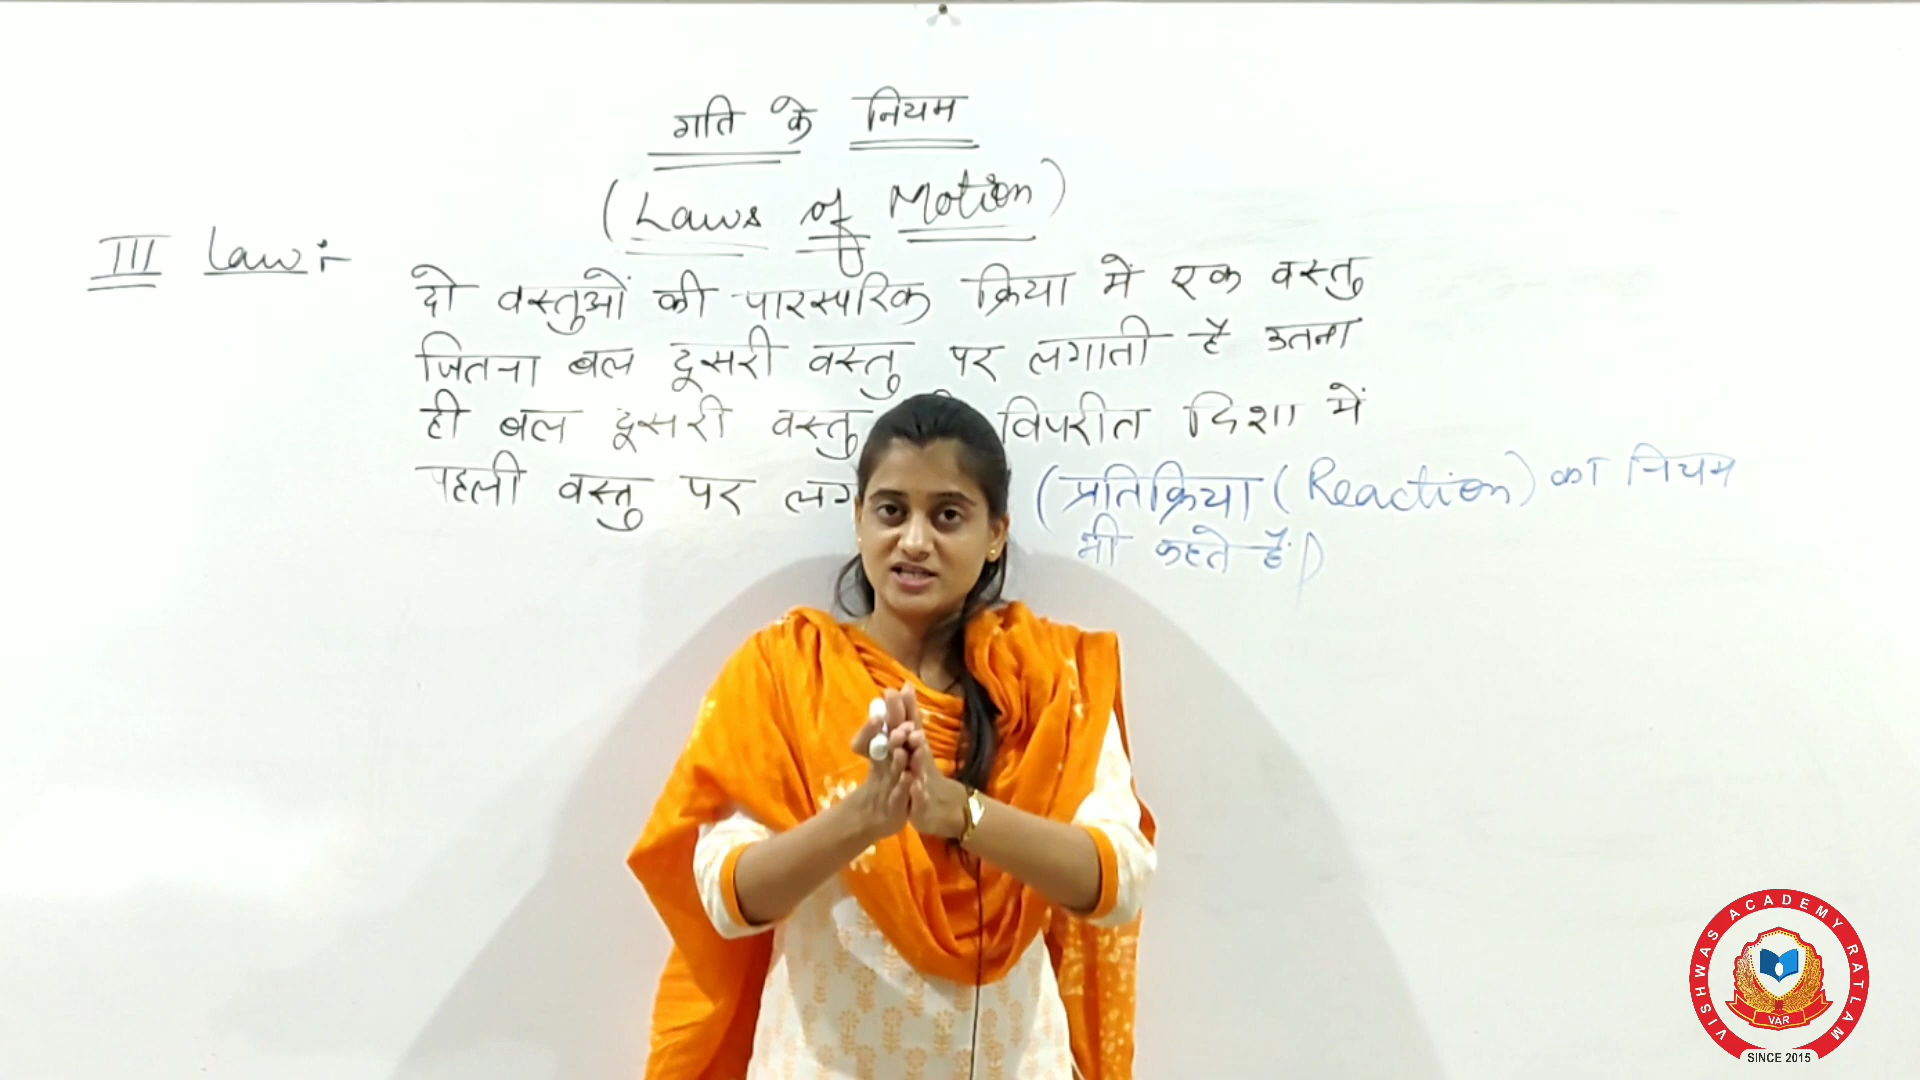 गति के नियम
(Laws of Motion)
III Law :-
दो वस्तुओं की पारस्परिक क्रिया में एक वस्तु
जितना बल दूसरी वस्तु पर लगाती है उतना
ही बल दूसरी वस्तु विपरीत दिशा में
पहली वस्तु पर
(प्रतिक्रिया (Reaction) का नियम
भी कहते हैं)
VISHWAS ACADEMY RATLAM
VAR
SINCE 2015